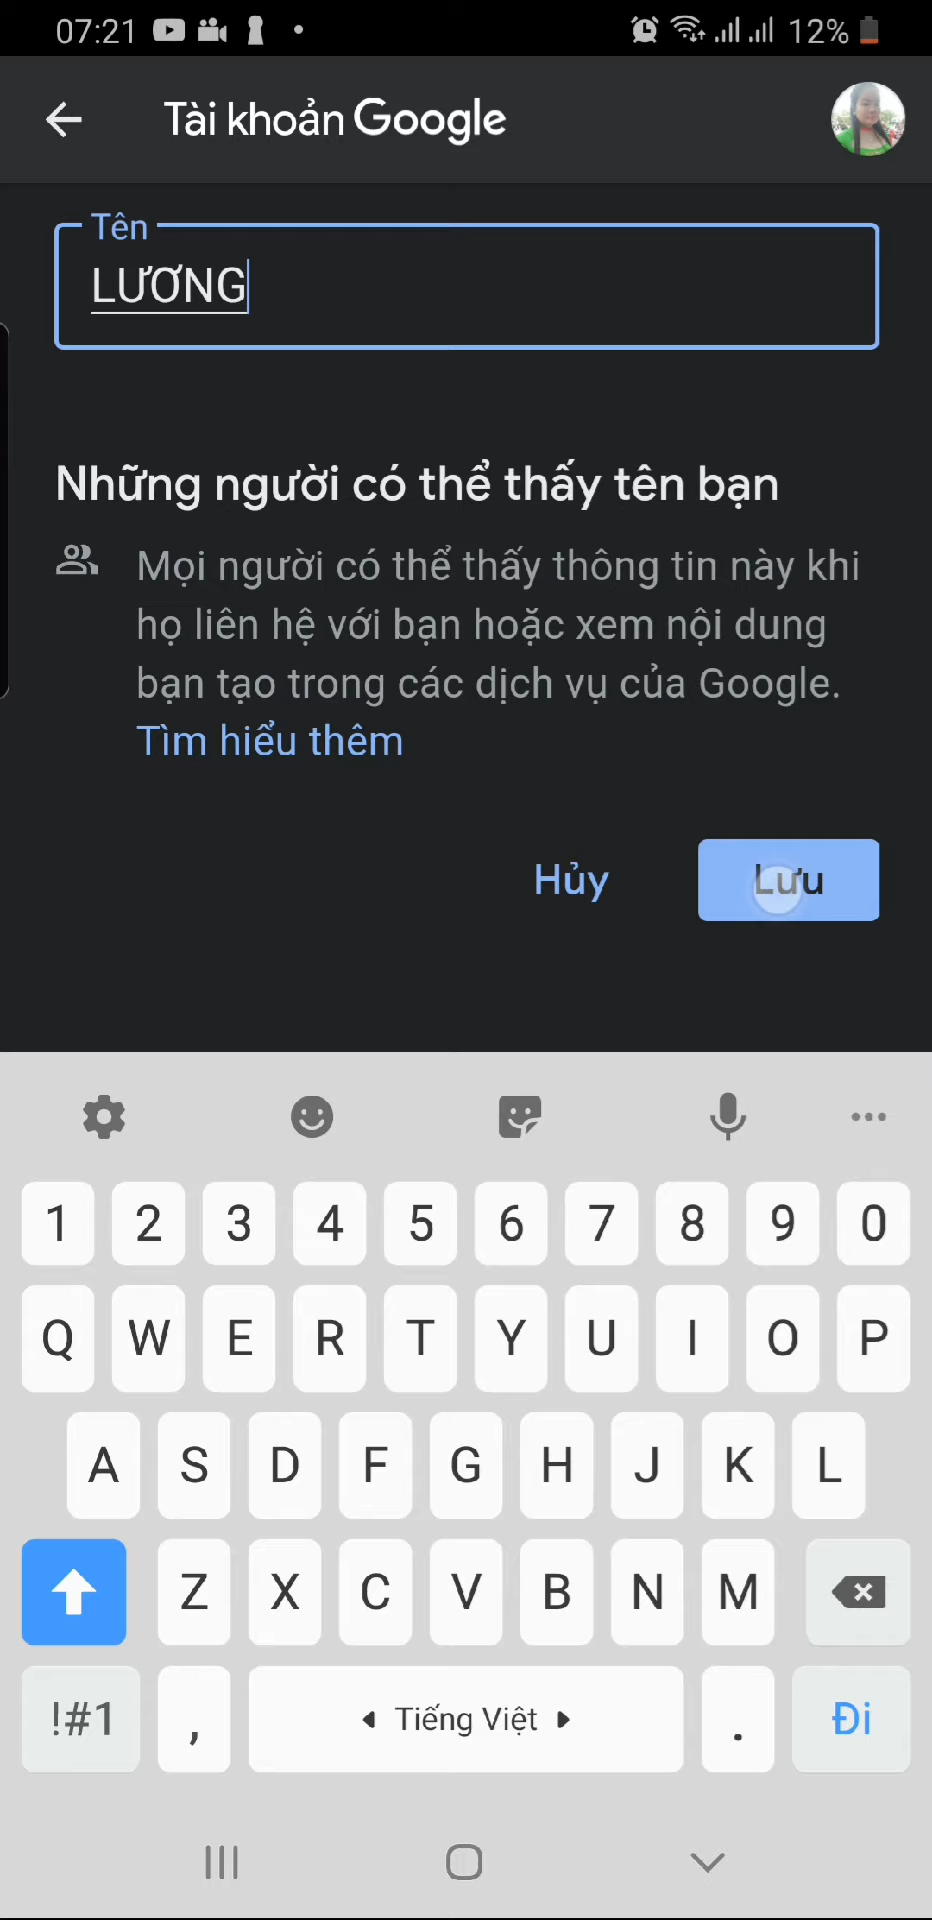 07:21 12%
Tài khoản Google
Tên
LƯƠNG
Những người có thể thấy tên bạn
Mọi người có thể thấy thông tin này khi
họ liên hệ với bạn hoặc xem nội dung
bạn tạo trong các dịch vụ của Google.
Tìm hiểu thêm
Hủy Lưu
1 2 3 4 5 6 7 8 9 0
Q W E R T Y U I O P
A S D F G H J K L
Z X C V B N M
!#1 , Tiếng Việt . Đi